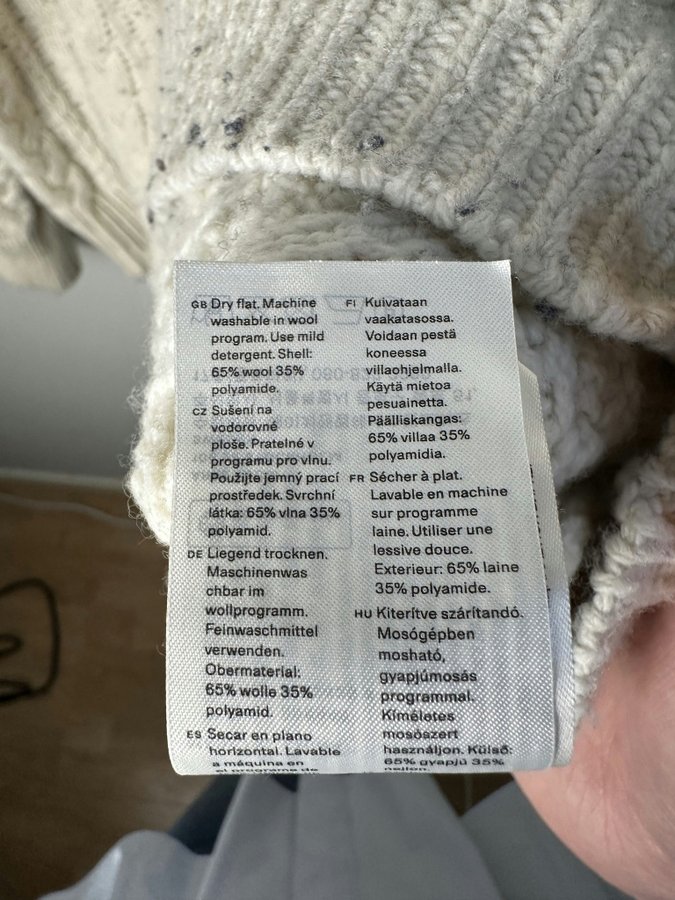 GB Dry flat. Machine
washable in wool
program. Use mild
detergent. Shell:
65% wool 35%
polyamide.
CZ Sušení na
vodorovné
ploše. Pratelné v
programu pro vlnu.
Použijte jemný prací
prostředek. Svrchní
látka: 65% vlna 35%
polyamid.
DE Liegend trocknen.
Maschinenwas
chbar im
wollprogramm.
Feinwaschmittel
verwenden.
Obermaterial:
65% wolle 35%
polyamid.
ES Secar en plano
horizontal. Lavable
a máquina en
el programa de
FI Kuivataan
vaakatasossa.
Voidaan pestä
koneessa
villaohjelmalla.
Käytä mietoa
pesuainetta.
Päälliskangas:
65% villaa 35%
polyamidia.
FR Sécher à plat.
Lavable en machine
sur programme
laine. Utiliser une
lessive douce.
Exterieur: 65% laine
35% polyamide.
HU Kiterítve szárítandó.
Mosógépben
mosható,
gyapjúmosás
programmal.
Kíméletes
mosószert
használjon. Külső:
65% gyapjú 35%
nailon.